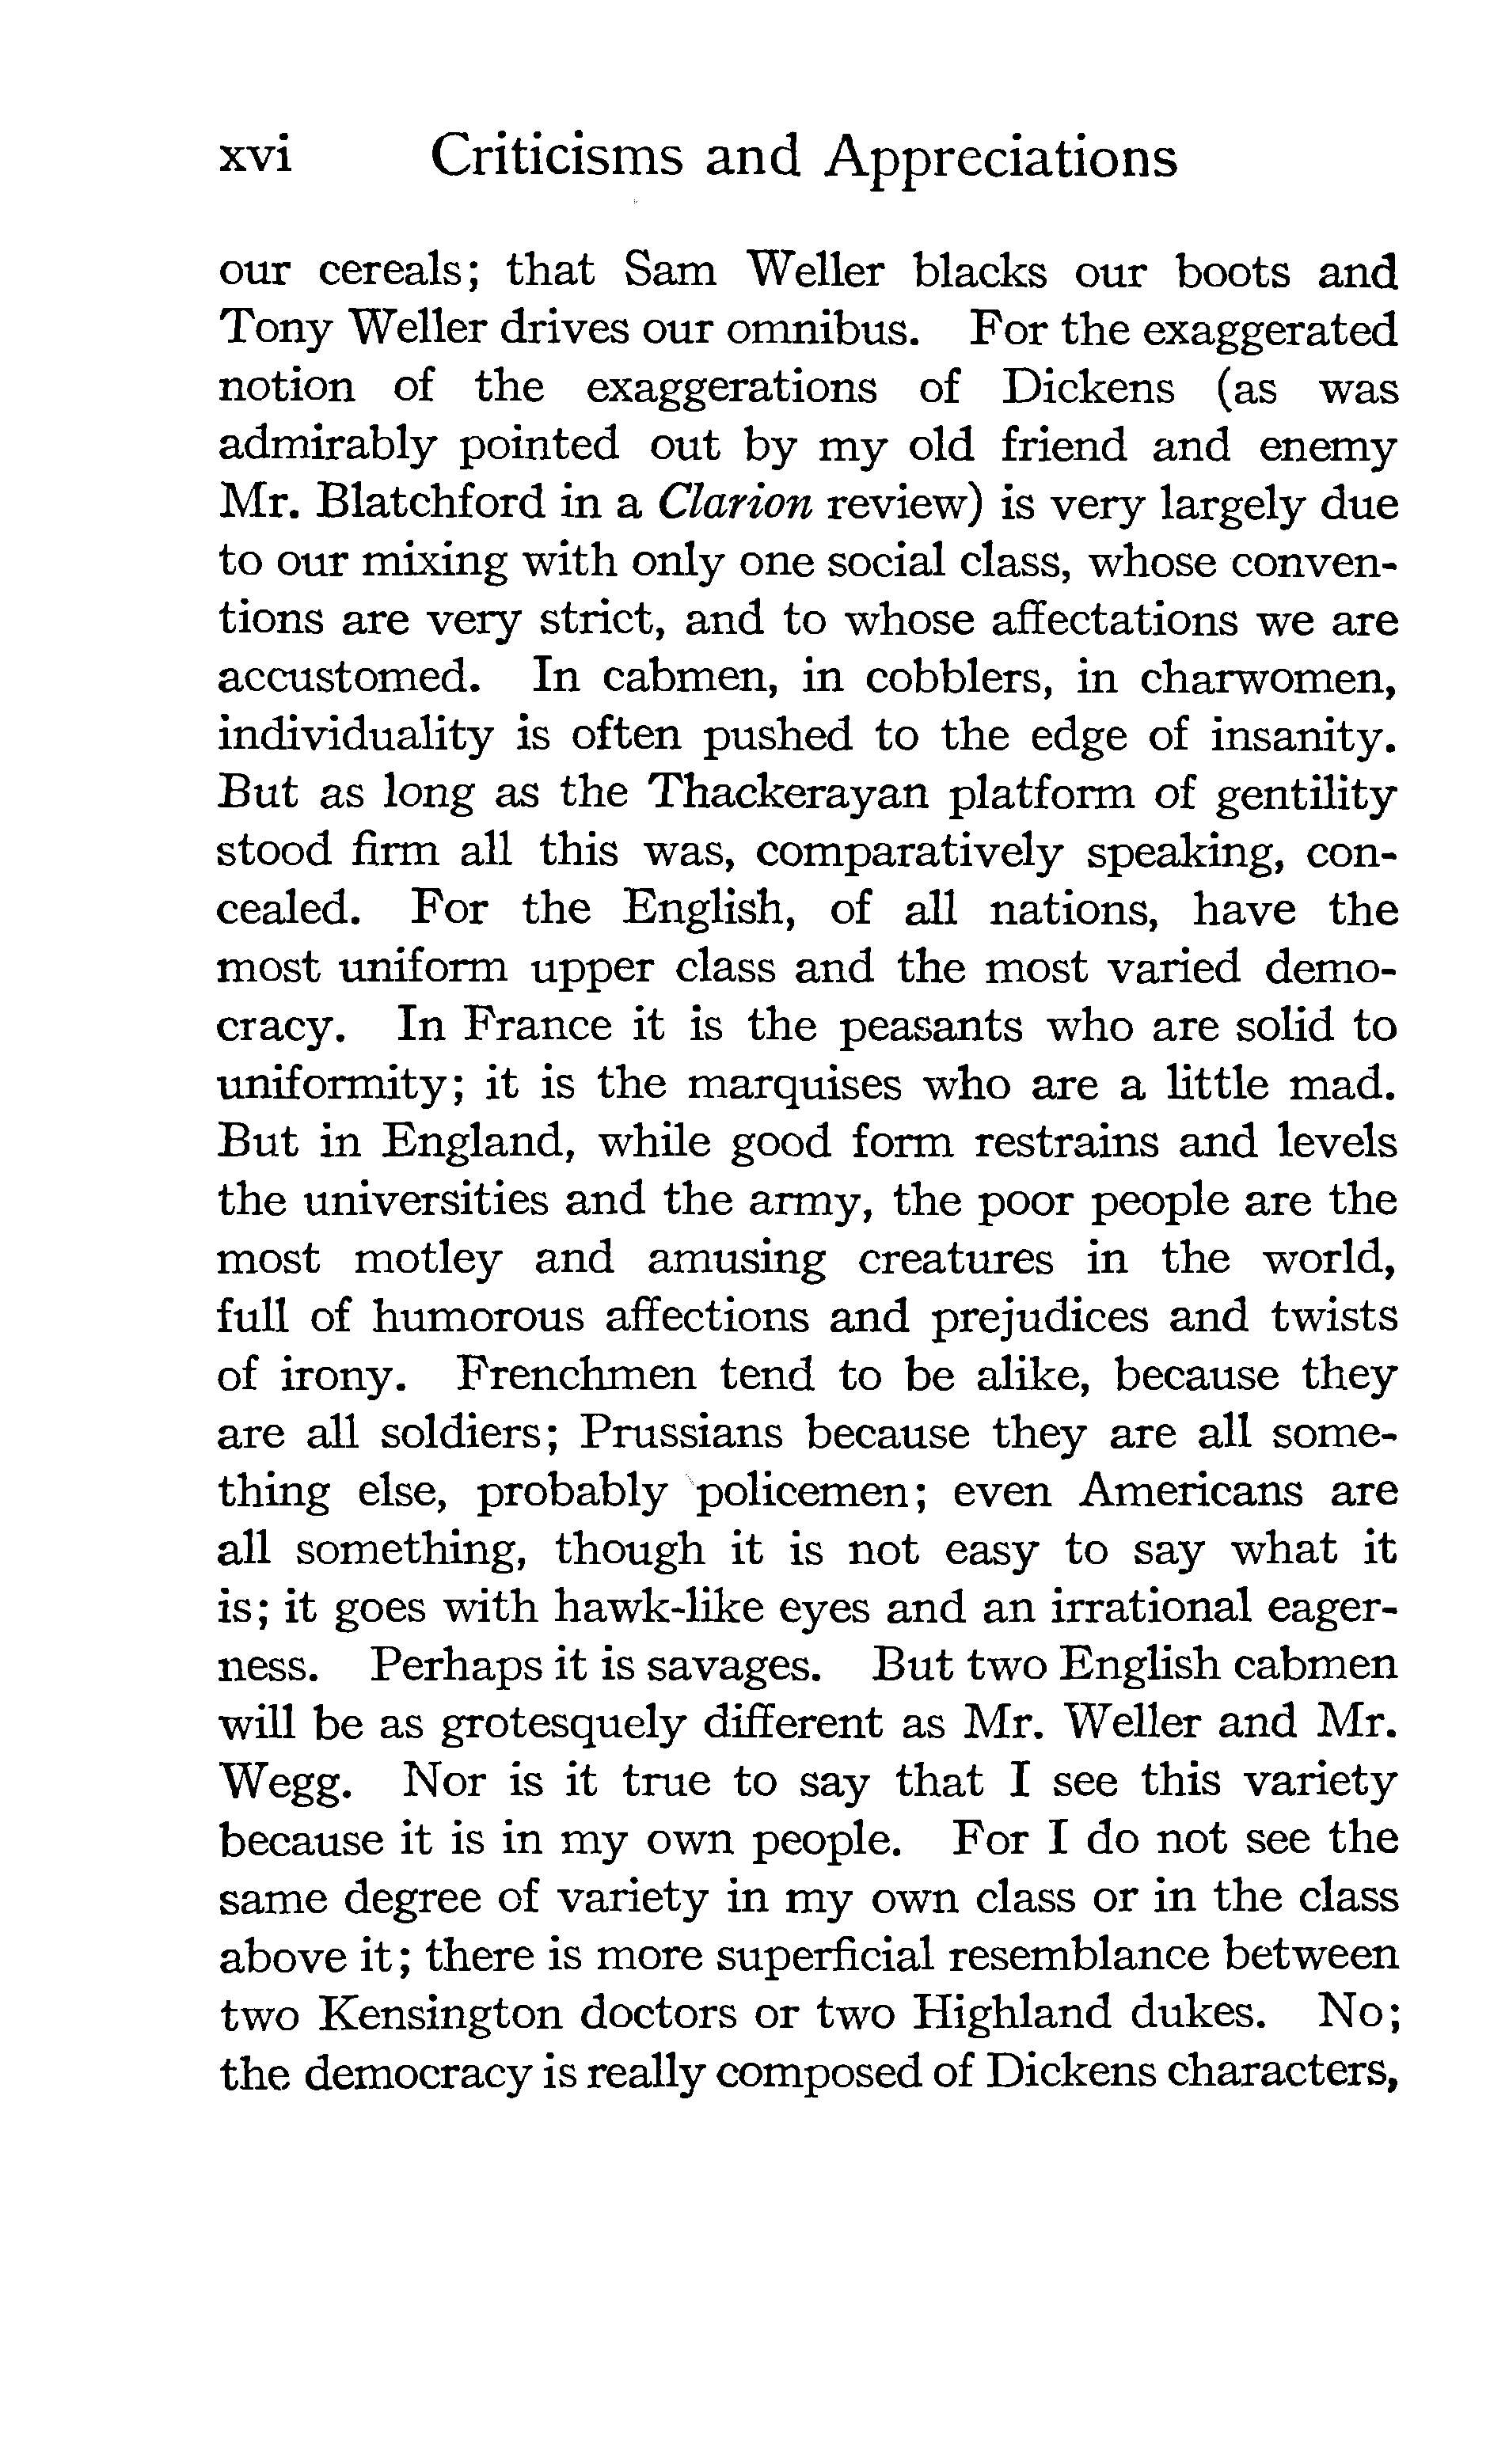 xvi Criticisms and Appreciations
our cereals; that Sam Weller blacks our boots and
Tony Weller drives our omnibus. For the exaggerated
notion of the exaggerations of Dickens (as was
admirably pointed out by my old friend and enemy
Mr. Blatchford in a Clarion review) is very largely due
to our mixing with only one social class, whose conven-
tions are very strict, and to whose affectations we are
accustomed. In cabmen, in cobblers, in charwomen,
individuality is often pushed to the edge of insanity.
But as long as the Thackerayan platform of gentility
stood firm all this was, comparatively speaking, con-
cealed. For the English, of all nations, have the
most uniform upper class and the most varied demo-
cracy. In France it is the peasants who are solid to
uniformity; it is the marquises who are a little mad.
But in England, while good form restrains and levels
the universities and the army, the poor people are the
most motley and amusing creatures in the world,
full of humorous affections and prejudices and twists
of irony. Frenchmen tend to be alike, because they
are all soldiers; Prussians because they are all some-
thing else, probably policemen; even Americans are
all something, though it is not easy to say what it
is; it goes with hawk-like eyes and an irrational eager-
ness. Perhaps it is savages. But two English cabmen
will be as grotesquely different as Mr. Weller and Mr.
Wegg. Nor is it true to say that I see this variety
because it is in my own people. For I do not see the
same degree of variety in my own class or in the class
above it; there is more superficial resemblance between
two Kensington doctors or two Highland dukes. No;
the democracy is really composed of Dickens characters,